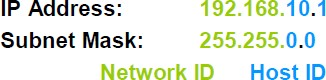 IP Address: 192.168.10.1
Subnet Mask: 255.255.0.0
Network ID Host ID